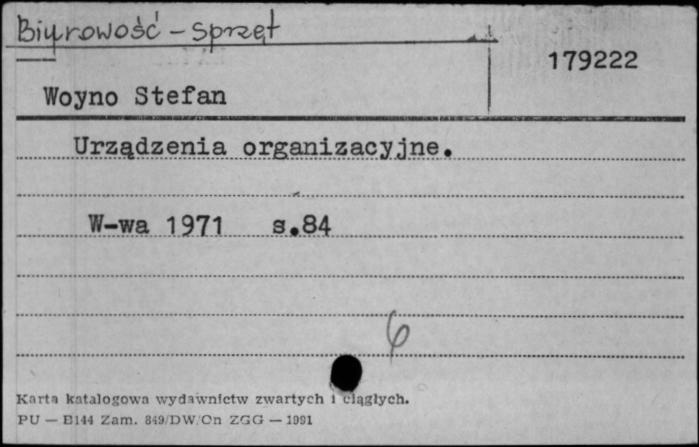 Biurowość – sprzęt
179222
Woyno Stefan
Urządzenia organizacyjne.
W-wa 1971 s.84
6
Karta katalogowa wydawnictw zwartych i ciągłych.
PU — B144 Zam. 849/DW/Cn ZGG — 1991